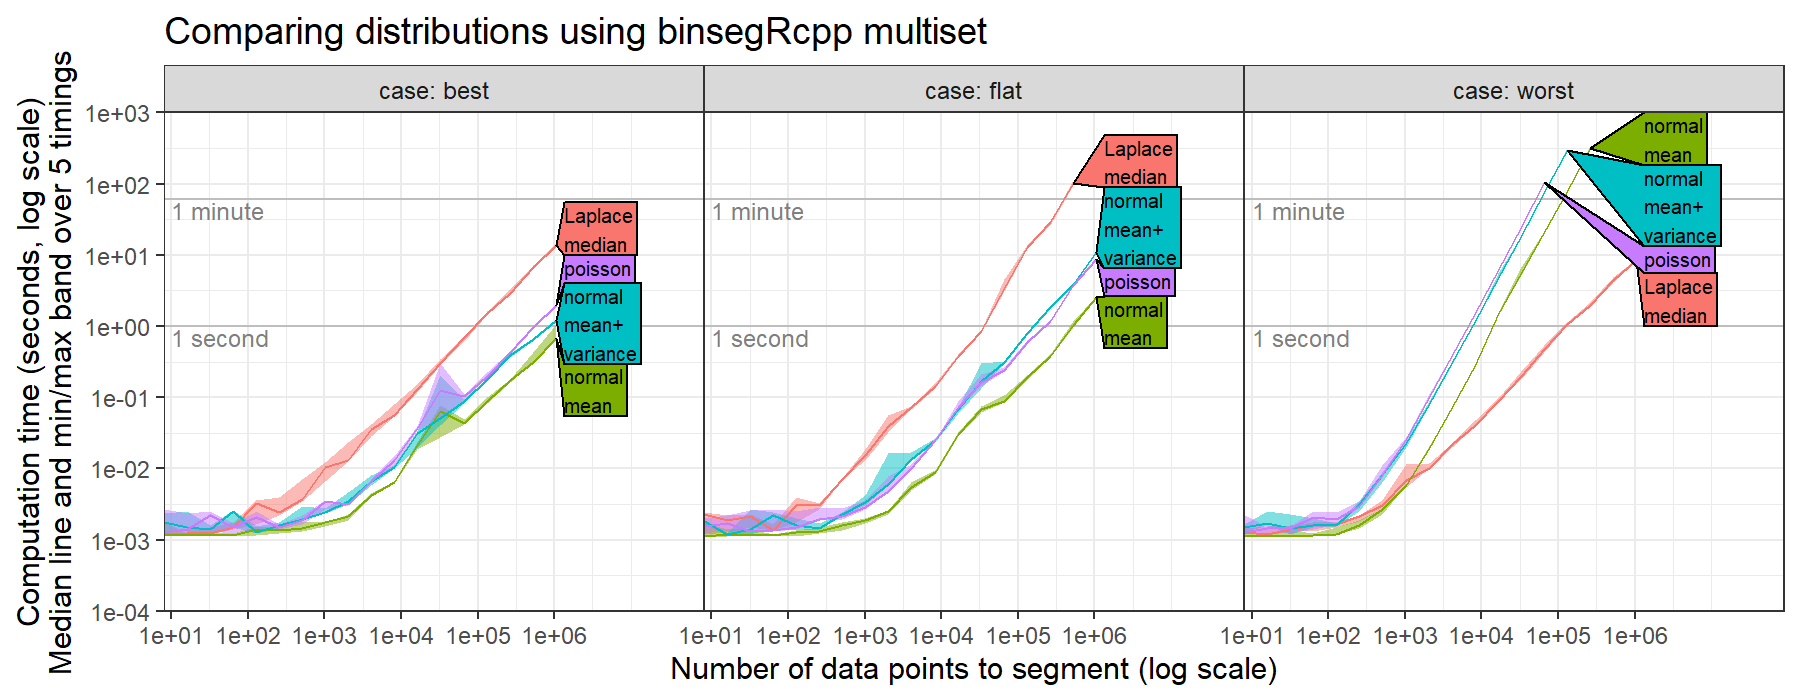 Comparing distributions using binsegRcpp multiset
Computation time (seconds, log scale)
Median line and min/max band over 5 timings
case: best
case: flat
case: worst
1e+03
1e+02
1e+01
1e+00
1e-01
1e-02
1e-03
1e-04
1 minute
1 second
Laplace
median
poisson
normal
mean+
variance
normal
mean
1 minute
1 second
Laplace
median
normal
mean+
variance
poisson
normal
mean
1 minute
1 second
normal
mean
normal
mean+
variance
poisson
Laplace
median
1e+01 1e+02 1e+03 1e+04 1e+05 1e+06
1e+01 1e+02 1e+03 1e+04 1e+05 1e+06
1e+01 1e+02 1e+03 1e+04 1e+05 1e+06
Number of data points to segment (log scale)